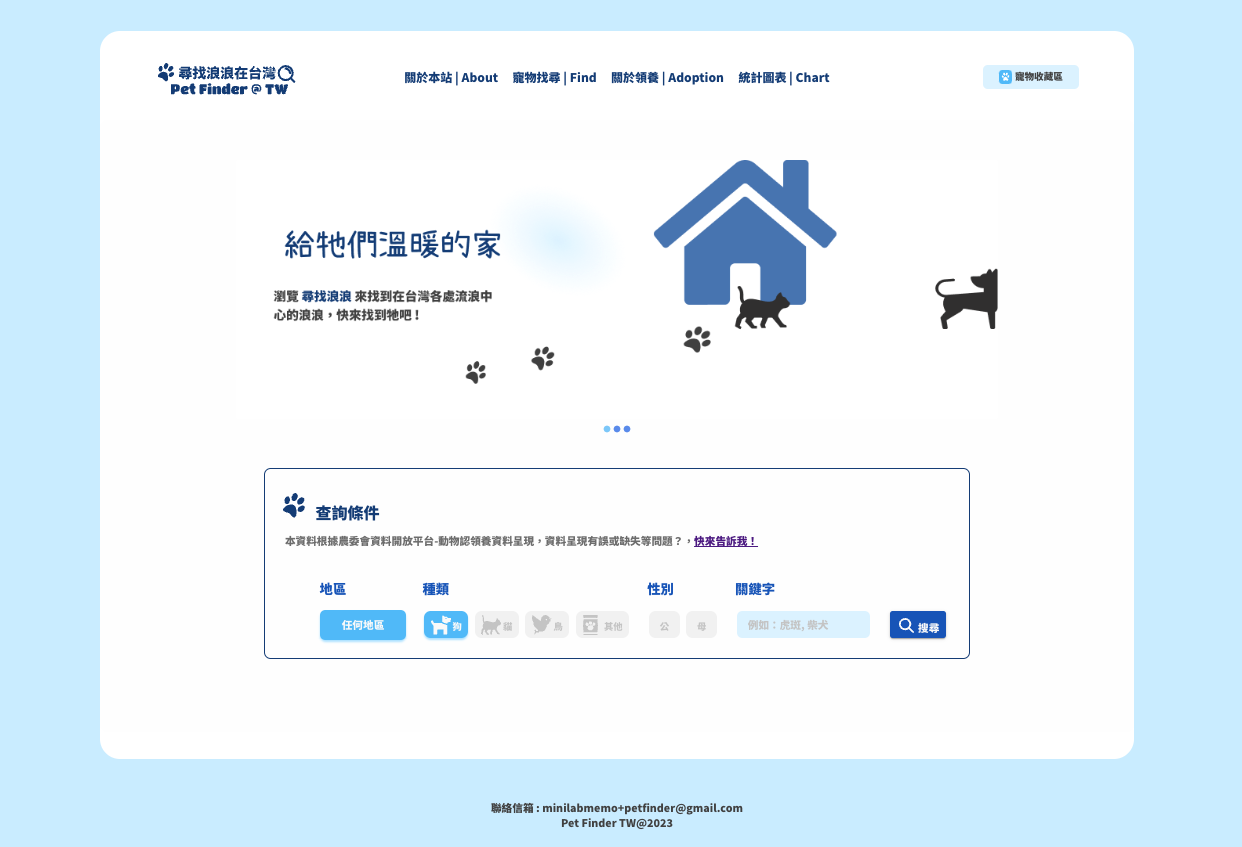 尋找浪浪在台灣
Pet Finder @ TW
關於本站 | About 寵物找尋 | Find 關於領養 | Adoption 統計圖表 | Chart
寵物收藏區
給牠們溫暖的家
瀏覽 尋找浪浪 來找到在台灣各處流浪中
心的浪浪，快來找到牠吧！
查詢條件
本資料根據農委會資料開放平台-動物認領養資料呈現，資料呈現有誤或缺失等問題？，快來告訴我！
地區 種類 性別 關鍵字
任何地區 狗 貓 鳥 其他 公 母 例如：虎斑, 柴犬 搜尋
聯絡信箱 : minilabmemo+petfinder@gmail.com
Pet Finder TW@2023